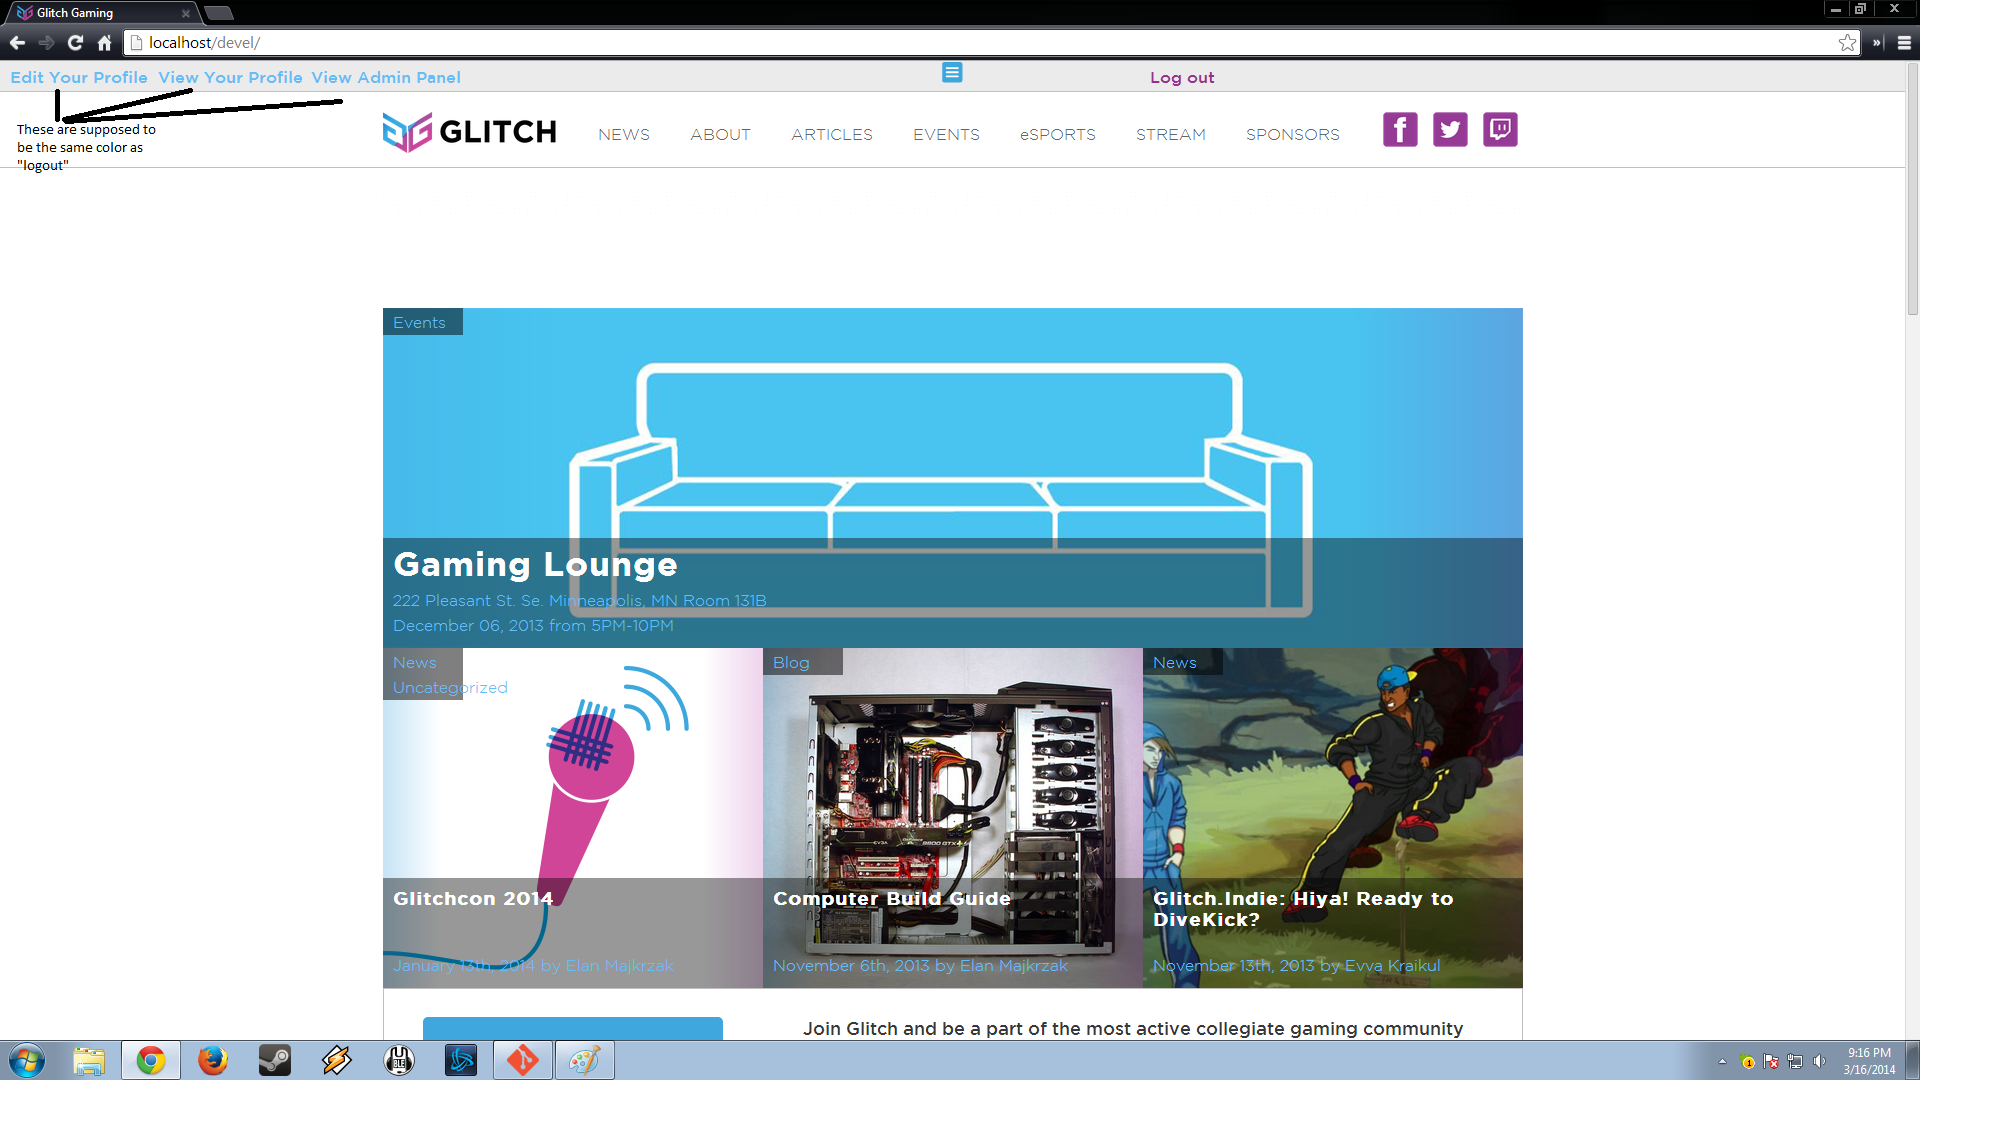 Glitch Gaming
localhost/devel/
Edit Your Profile View Your Profile View Admin Panel
Log out
These are supposed to
be the same color as
"logout"
GLITCH
NEWS ABOUT ARTICLES EVENTS eSPORTS STREAM SPONSORS
Events
Gaming Lounge
222 Pleasant St. Se. Minneapolis, MN Room 131B
December 06, 2013 from 5PM-10PM
News
Uncategorized
Glitchcon 2014
January 13th, 2014 by Elan Majkrzak
Blog
Computer Build Guide
November 6th, 2013 by Elan Majkrzak
News
Glitch.Indie: Hiya! Ready to
DiveKick?
November 13th, 2013 by Evva Kraikul
Join Glitch and be a part of the most active collegiate gaming community
9:16 PM
3/16/2014